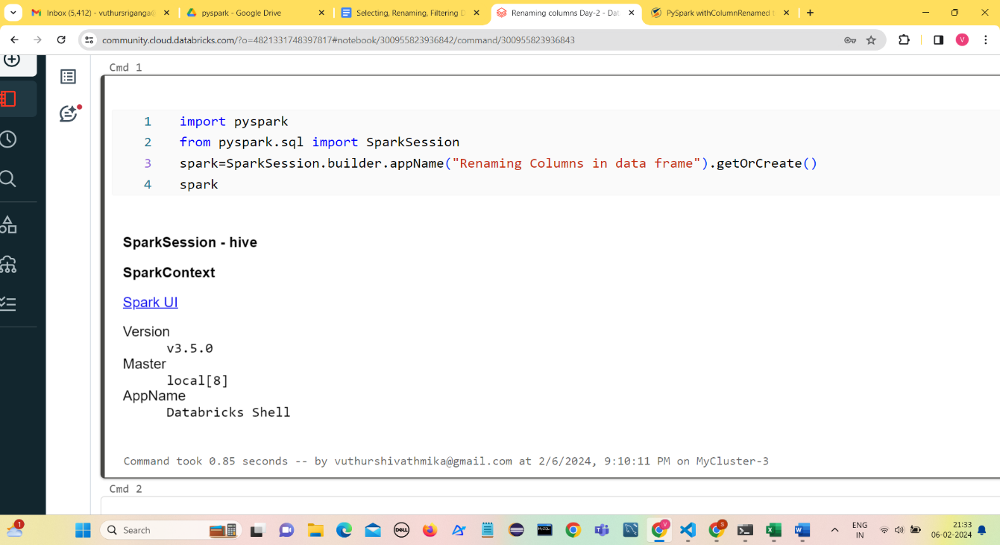 Inbox (5,412) - vuthursriganga@
pyspark - Google Drive
Selecting, Renaming, Filtering D
Renaming columns Day-2 - Dat
PySpark withColumnRenamed t
community.cloud.databricks.com/?o=4821331748397817#notebook/300955823936842/command/300955823936843
V
Cmd 1
1 import pyspark
2 from pyspark.sql import SparkSession
3 spark=SparkSession.builder.appName("Renaming Columns in data frame").getOrCreate()
4 spark
SparkSession - hive
SparkContext
Spark UI
Version
v3.5.0
Master
local[8]
AppName
Databricks Shell
Command took 0.85 seconds -- by vuthurshivathmika@gmail.com at 2/6/2024, 9:10:11 PM on MyCluster-3
Cmd 2
1
Search
DELL
V
S
ENG
IN
21:33
06-02-2024